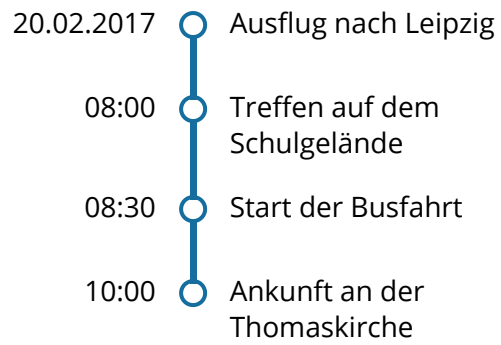 20.02.2017 Ausflug nach Leipzig
08:00 Treffen auf dem
Schulgelände
08:30 Start der Busfahrt
10:00 Ankunft an der
Thomaskirche